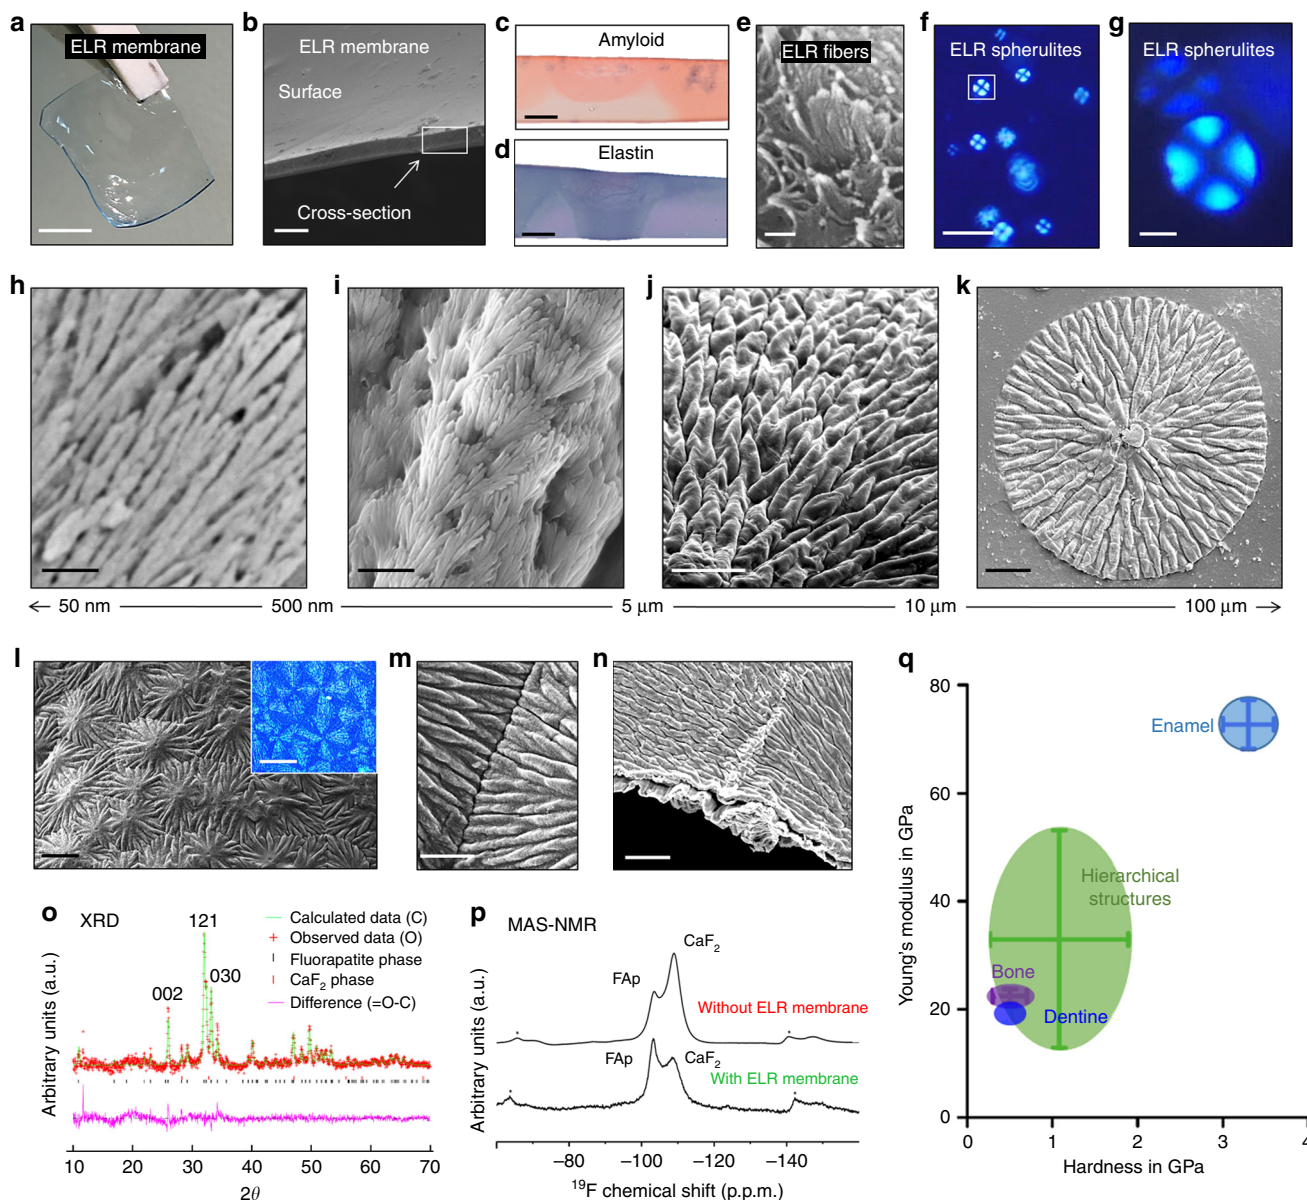 a
ELR membrane
b
ELR membrane
Surface
Cross-section
c
Amyloid
d
Elastin
e
ELR fibers
f
ELR spherulites
g
ELR spherulites
h
i
j
k
50 nm
500 nm
5 μm
10 μm
100 μm
l
m
n
o
XRD
121
030
002
Calculated data (C)
Observed data (O)
Fluorapatite phase
CaF2 phase
Difference (=O-C)
Arbitrary units (a.u.)
10 20 30 40 50 60 70
2θ
p
MAS-NMR
CaF2
FAp
Without ELR membrane
* *
FAp
CaF2
With ELR membrane
* *
Arbitrary units (a.u.)
–80 –100 –120 –140
19F chemical shift (p.p.m.)
q
80
60
40
20
0
Young's modulus in GPa
Enamel
Hierarchical
structures
Bone
Dentine
0 1 2 3 4
Hardness in GPa